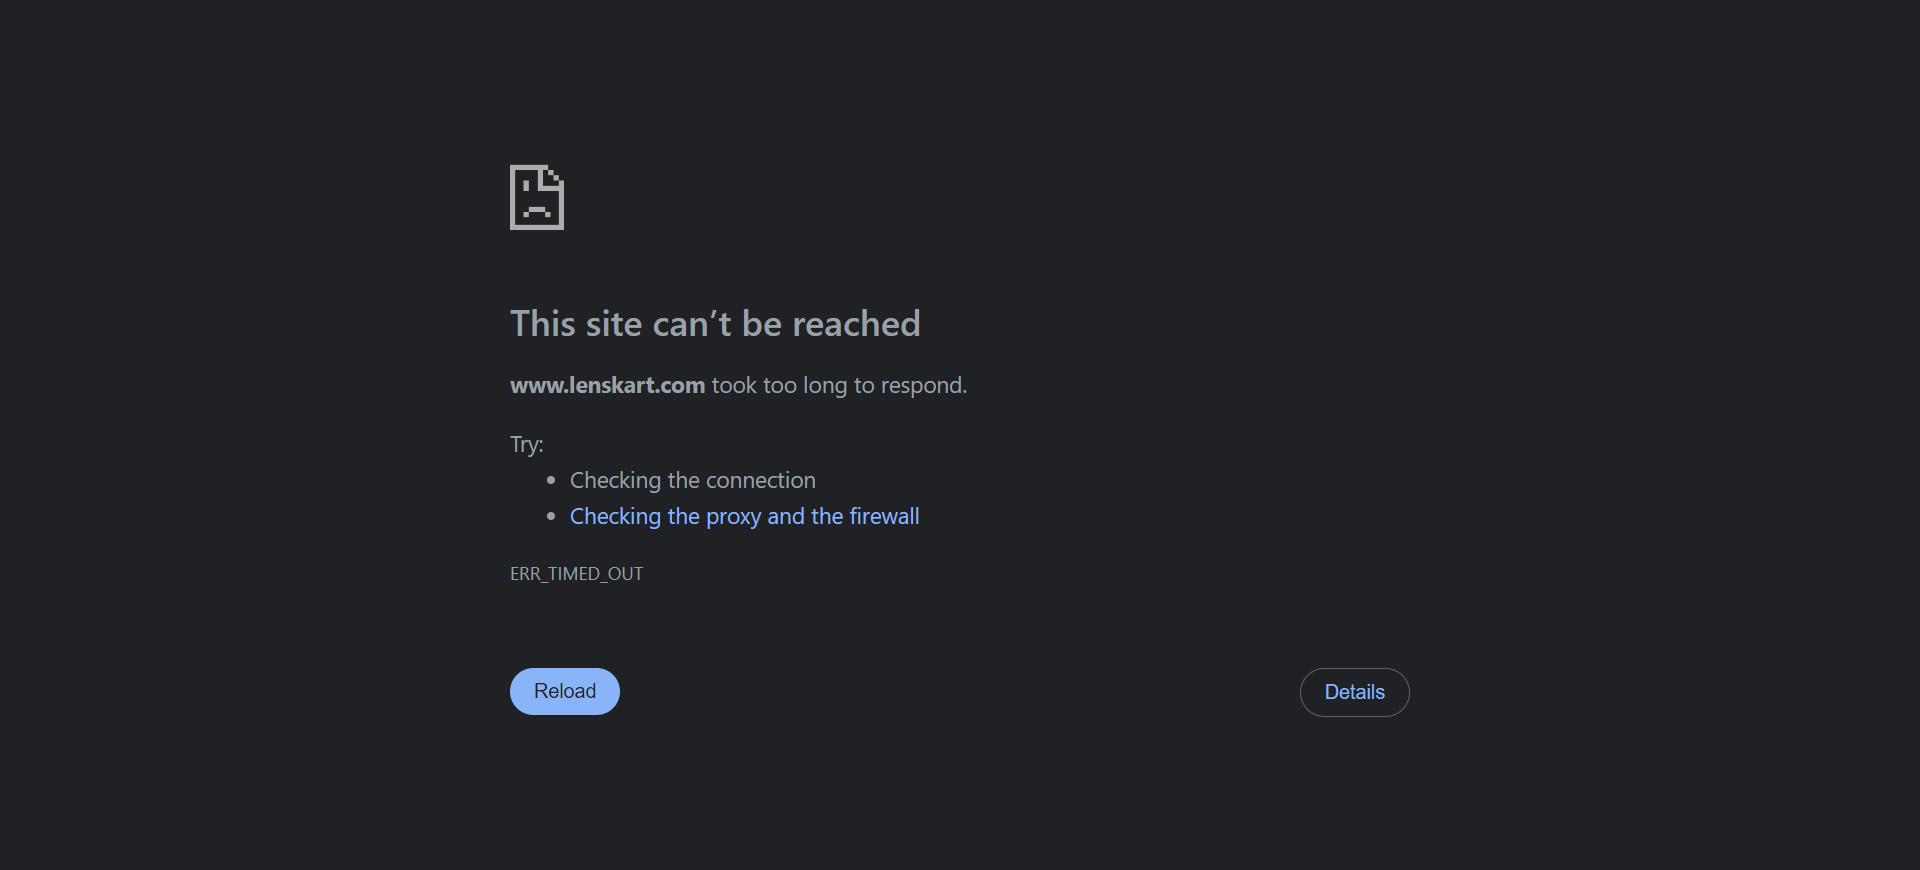 This site can’t be reached
www.lenskart.com took too long to respond.
Try:
Checking the connection
Checking the proxy and the firewall
ERR_TIMED_OUT
Reload
Details